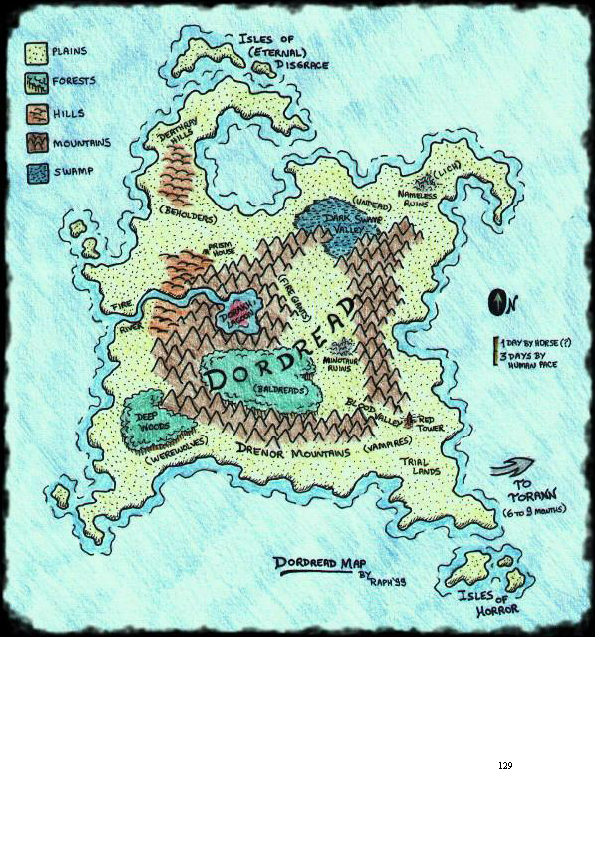 ISLES OF
(ETERNAL)
DISGRACE
PLAINS
FORESTS
HILLS
MOUNTAINS
SWAMP
DEATHRAY
HILLS
(BEHOLDERS)
(LICH)
NAMELESS
RUINS
(UNDEAD)
DARK SWAMP
VALLEY
PRISM
HOUSE
(FIRE GIANTS)
FIRE
RIVER
DORDREAD
MINOTAUR
RUINS
(BALDREADS)
N
1 DAY BY HORSE (?)
3 DAYS BY
HUMAN PACE
DEEP
WOODS
(WEREWOLVES)
BLOOD VALLEY
RED
TOWER
DRENOR MOUNTAINS
(VAMPIRES)
TRIAL
LANDS
TO
TORANN
(6 TO 9 MONTHS)
DORDREAD MAP
BY
RAPH'99
ISLES OF
HORROR
129